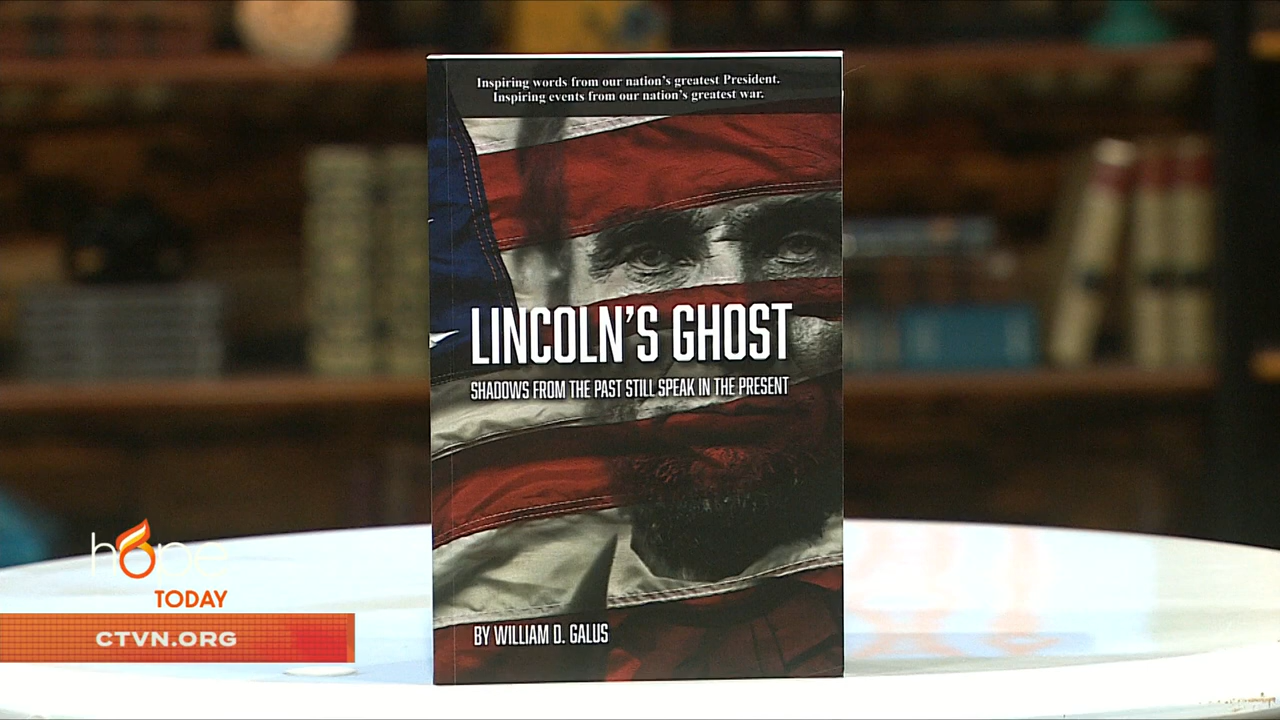 Inspiring words from our nation's greatest President.
Inspiring events from our nation's greatest war.
LINCOLN'S GHOST
SHADOWS FROM THE PAST STILL SPEAK IN THE PRESENT
BY WILLIAM D. GALUS
hope
TODAY
CTVN.ORG